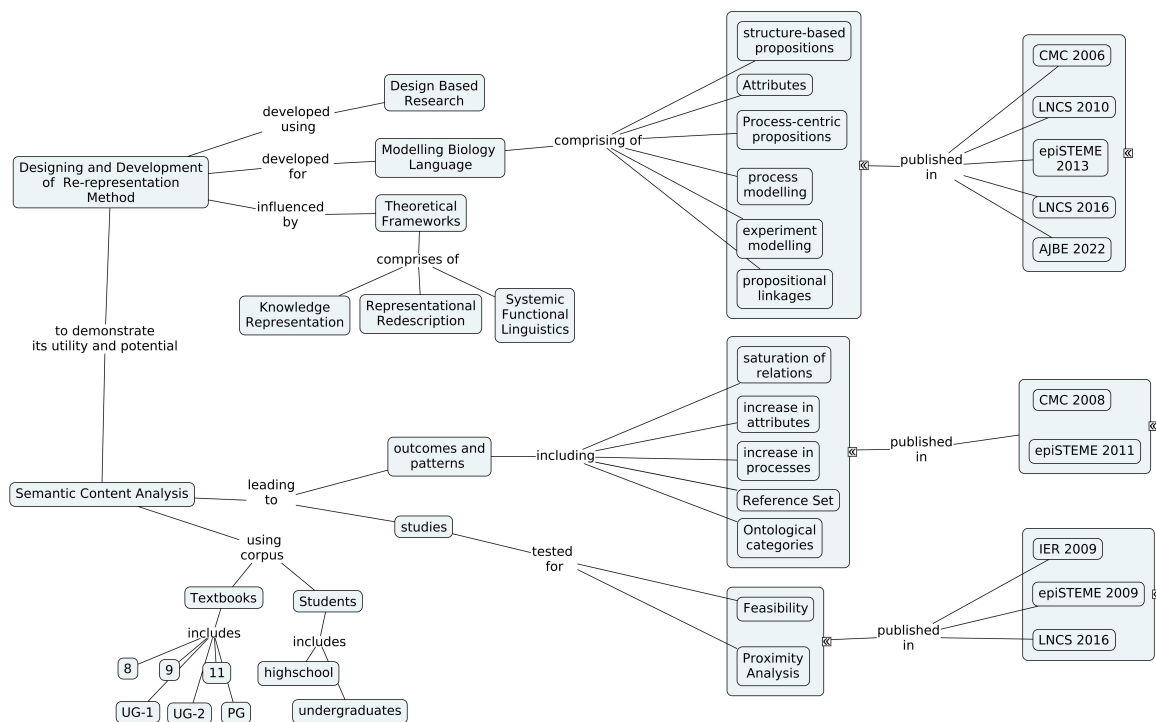 Designing and Development
of Re-representation
Method
developed
using
Design Based
Research
developed
for
Modelling Biology
Language
comprising of
structure-based
propositions
Attributes
Process-centric
propositions
process
modelling
experiment
modelling
propositional
linkages
published
in
CMC 2006
LNCS 2010
epiSTEME
2013
LNCS 2016
AJBE 2022
influenced
by
Theoretical
Frameworks
comprises of
Knowledge
Representation
Representational
Redescription
Systemic
Functional
Linguistics
to demonstrate
its utility and potential
Semantic Content Analysis
leading
to
outcomes and
patterns
including
saturation of
relations
increase in
attributes
increase in
processes
Reference Set
Ontological
categories
published
in
CMC 2008
epiSTEME 2011
studies
tested
for
Feasibility
Proximity
Analysis
published
in
IER 2009
epiSTEME 2009
LNCS 2016
using
corpus
Textbooks
includes
8
9
11
UG-1
UG-2
PG
Students
includes
highschool
undergraduates